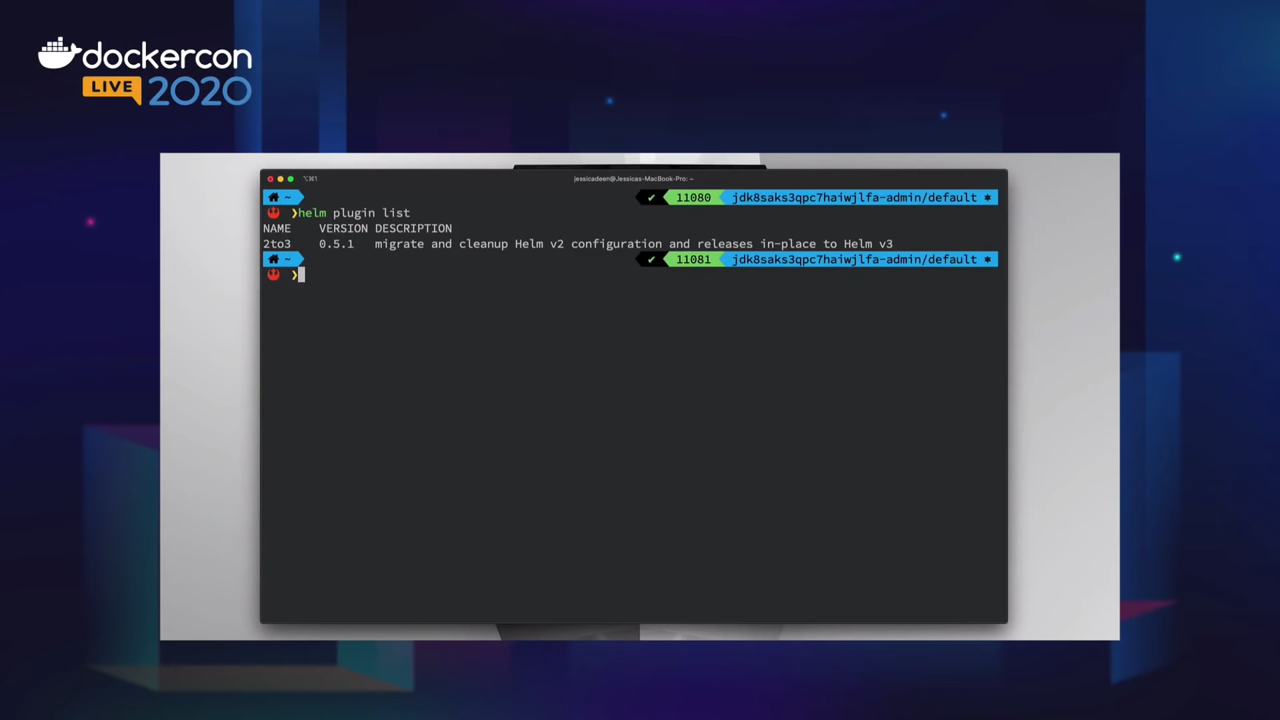 dockercon
LIVE 2020
⌥⌘1 jessicadeen@Jessicas-MacBook-Pro: ~
~ ✔ 11080 jdk8saks3qpc7haiwjlfa-admin/default ⎈
❯helm plugin list
NAME VERSION DESCRIPTION
2to3 0.5.1 migrate and cleanup Helm v2 configuration and releases in-place to Helm v3
~ ✔ 11081 jdk8saks3qpc7haiwjlfa-admin/default ⎈
❯